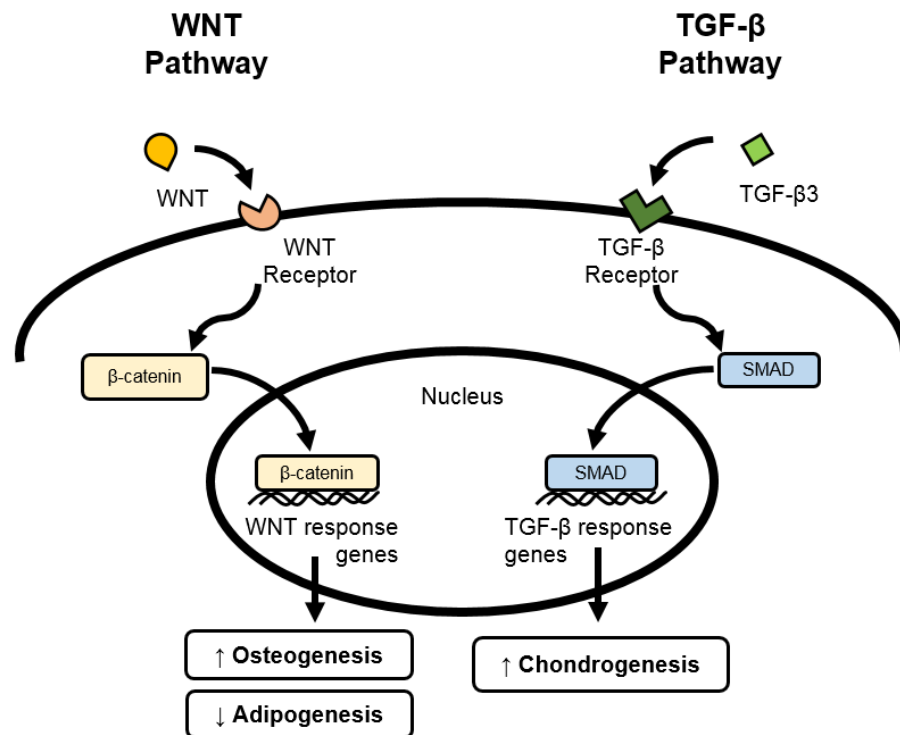 WNT
Pathway
TGF-β
Pathway
WNT
TGF-β3
WNT
Receptor
TGF-β
Receptor
β-catenin
SMAD
Nucleus
β-catenin
SMAD
WNT response
genes
TGF-β response
genes
↑ Osteogenesis
↑ Chondrogenesis
↓ Adipogenesis